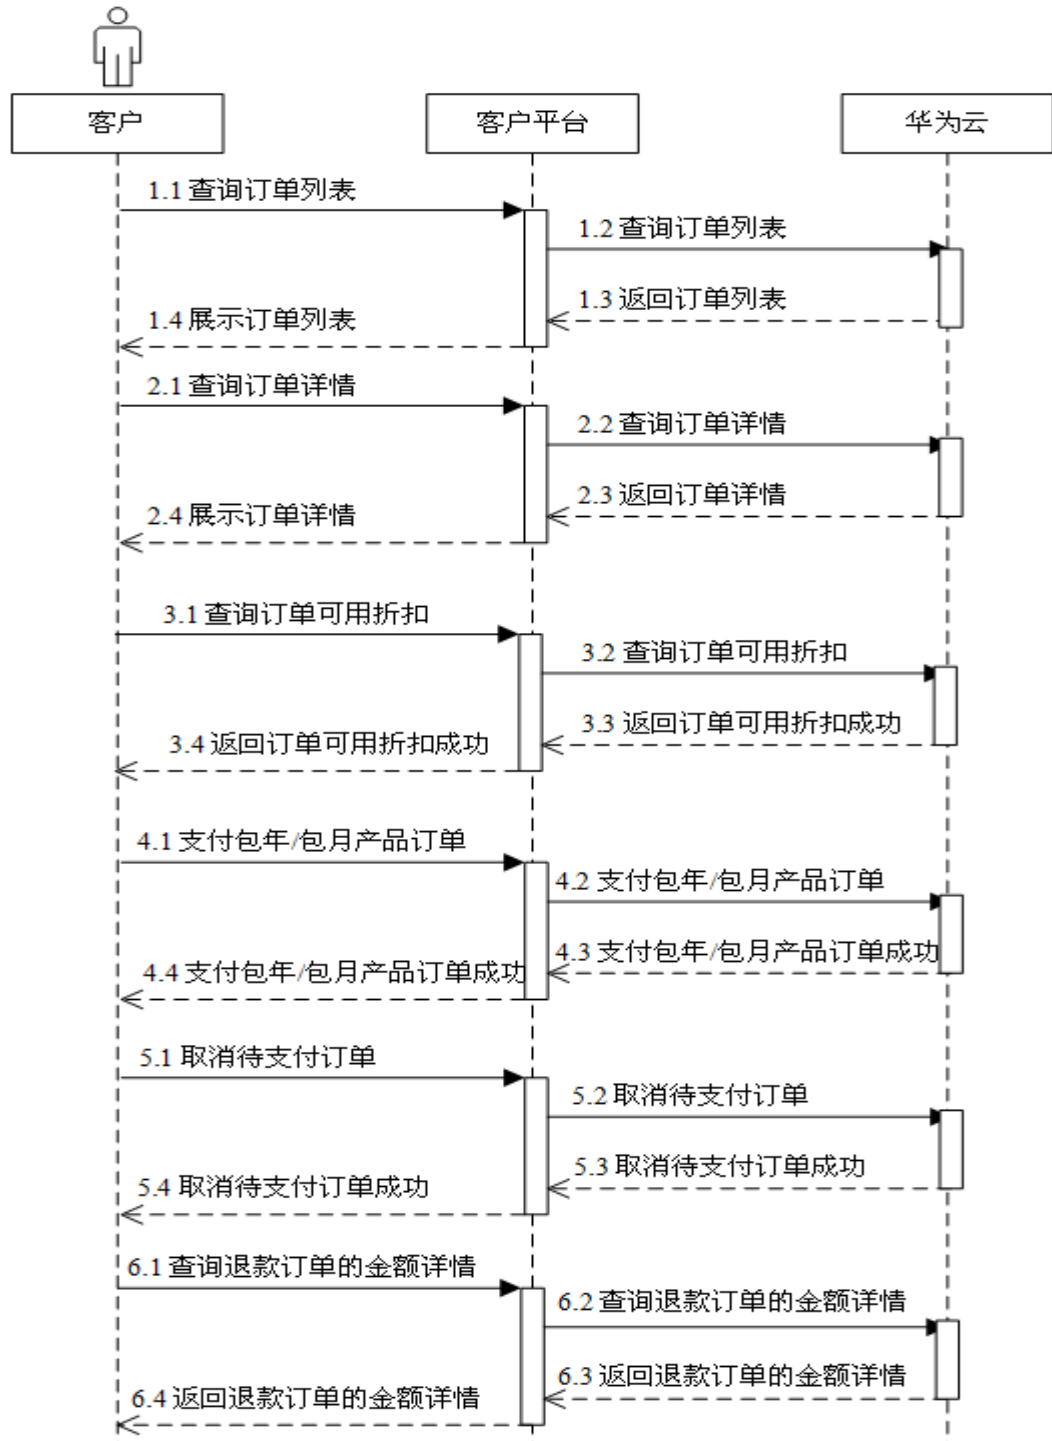 客户
客户平台
华为云
1.1 查询订单列表
1.2 查询订单列表
1.3 返回订单列表
1.4 展示订单列表
2.1 查询订单详情
2.2 查询订单详情
2.3 返回订单详情
2.4 展示订单详情
3.1 查询订单可用折扣
3.2 查询订单可用折扣
3.3 返回订单可用折扣成功
3.4 返回订单可用折扣成功
4.1 支付包年/包月产品订单
4.2 支付包年/包月产品订单
4.3 支付包年/包月产品订单成功
4.4 支付包年/包月产品订单成功
5.1 取消待支付订单
5.2 取消待支付订单
5.3 取消待支付订单成功
5.4 取消待支付订单成功
6.1 查询退款订单的金额详情
6.2 查询退款订单的金额详情
6.3 返回退款订单的金额详情
6.4 返回退款订单的金额详情